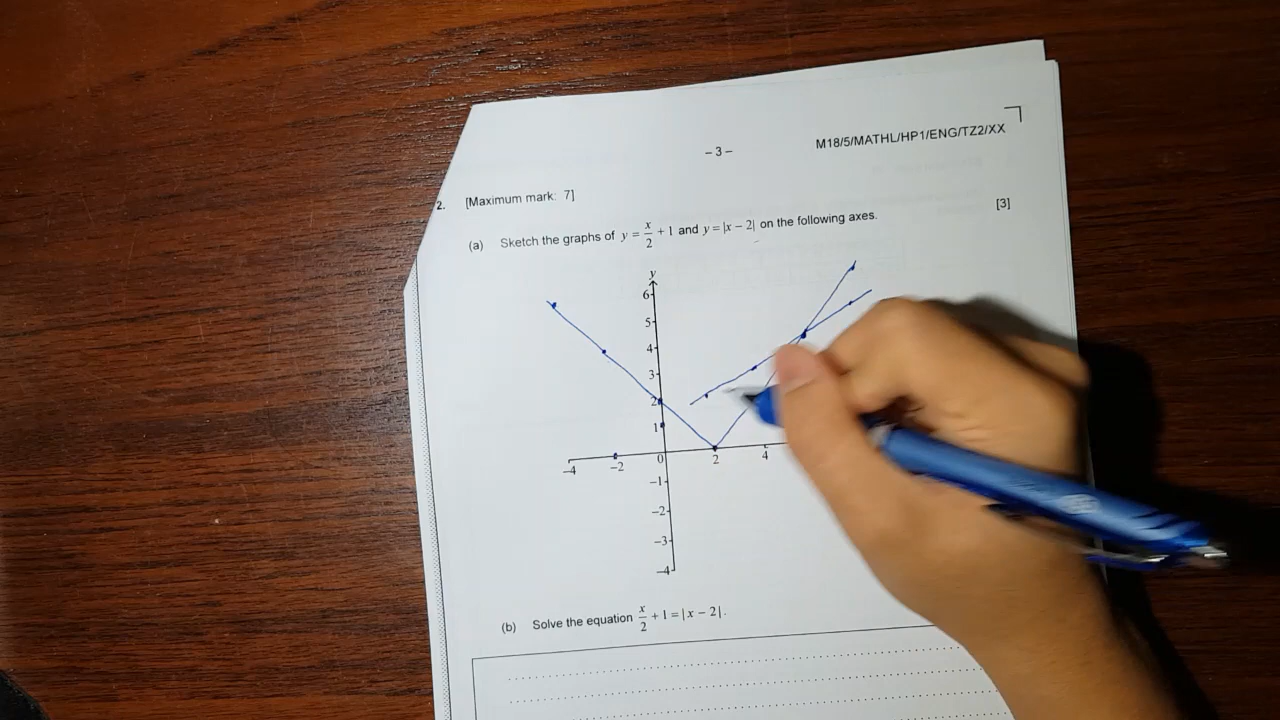 – 3 –
M18/5/MATHL/HP1/ENG/TZ2/XX
2. [Maximum mark: 7]
(a) Sketch the graphs of y = x/2 + 1 and y = |x − 2| on the following axes. [3]
y
6
5
4
3
2
1
−4 −2 0 2 4
−1
−2
−3
−4
(b) Solve the equation x/2 + 1 = |x − 2|.